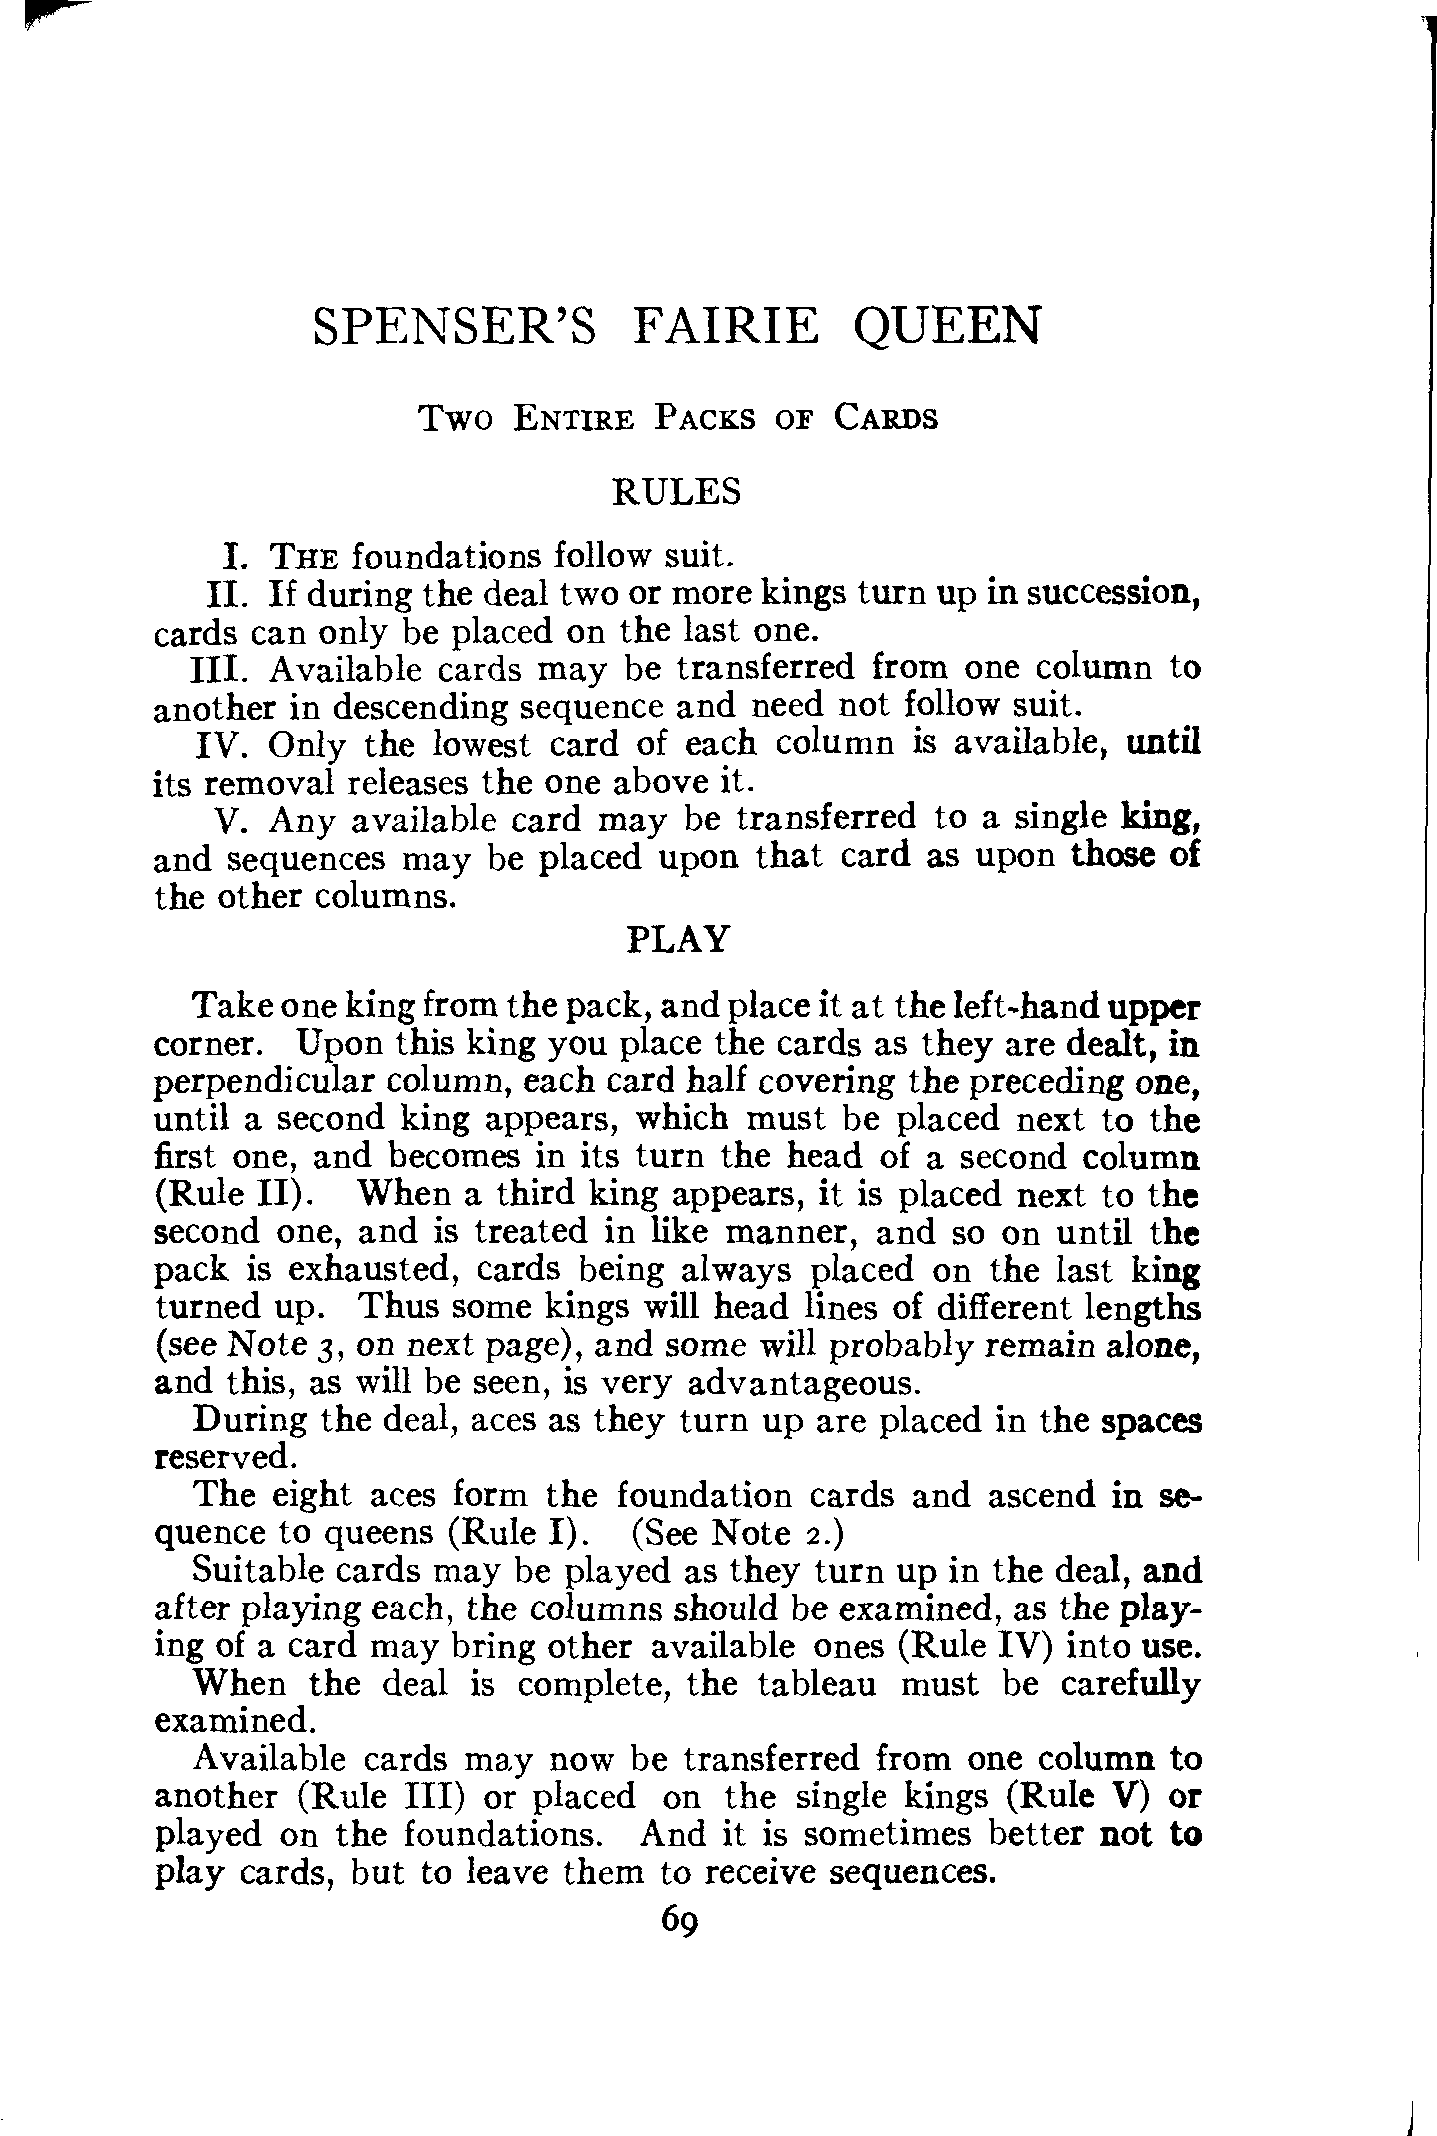 SPENSER'S FAIRIE QUEEN
Two Entire Packs of Cards
RULES
I. The foundations follow suit.
II. If during the deal two or more kings turn up in succession,
cards can only be placed on the last one.
III. Available cards may be transferred from one column to
another in descending sequence and need not follow suit.
IV. Only the lowest card of each column is available, until
its removal releases the one above it.
V. Any available card may be transferred to a single king,
and sequences may be placed upon that card as upon those of
the other columns.
PLAY
Take one king from the pack, and place it at the left-hand upper
corner. Upon this king you place the cards as they are dealt, in
perpendicular column, each card half covering the preceding one,
until a second king appears, which must be placed next to the
first one, and becomes in its turn the head of a second column
(Rule II). When a third king appears, it is placed next to the
second one, and is treated in like manner, and so on until the
pack is exhausted, cards being always placed on the last king
turned up. Thus some kings will head lines of different lengths
(see Note 3, on next page), and some will probably remain alone,
and this, as will be seen, is very advantageous.
During the deal, aces as they turn up are placed in the spaces
reserved.
The eight aces form the foundation cards and ascend in se-
quence to queens (Rule I). (See Note 2.)
Suitable cards may be played as they turn up in the deal, and
after playing each, the columns should be examined, as the play-
ing of a card may bring other available ones (Rule IV) into use.
When the deal is complete, the tableau must be carefully
examined.
Available cards may now be transferred from one column to
another (Rule III) or placed on the single kings (Rule V) or
played on the foundations. And it is sometimes better not to
play cards, but to leave them to receive sequences.
69